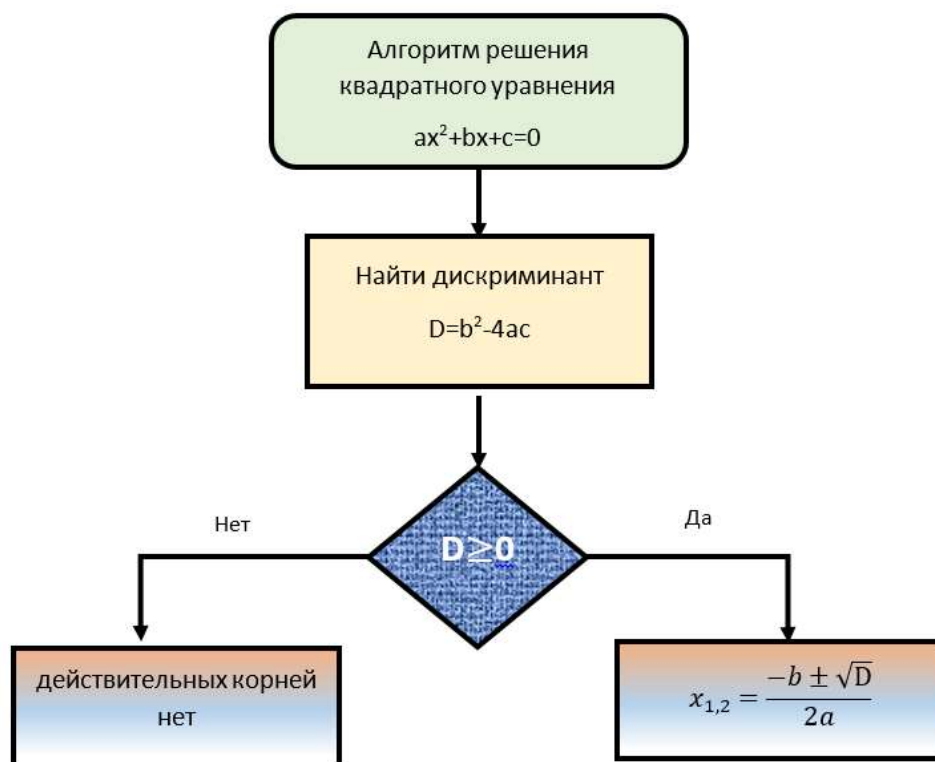 Алгоритм решения
квадратного уравнения
ax²+bx+c=0
Найти дискриминант
D=b²-4ac
D≥0
Нет
Да
действительных корней
нет
x₁,₂ = (−b ± √D) / 2a